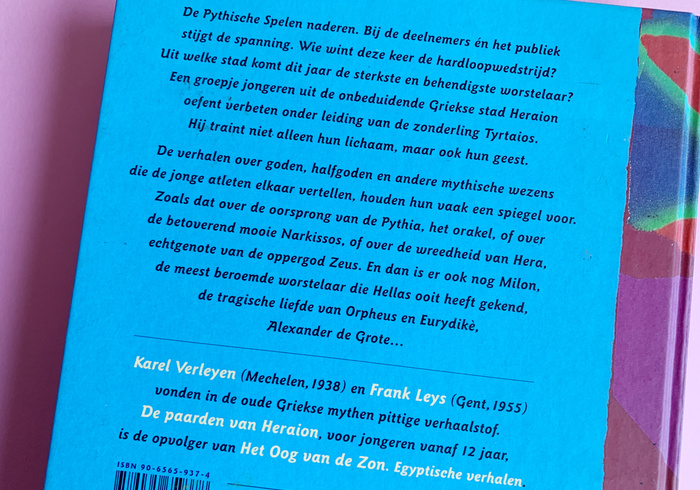 De Pythische Spelen naderen. Bij de deelnemers én het publiek
stijgt de spanning. Wie wint deze keer de hardloopwedstrijd?
Uit welke stad komt dit jaar de sterkste en behendigste worstelaar?
Een groepje jongeren uit de onbeduidende Griekse stad Heraion
oefent verbeten onder leiding van de zonderling Tyrtaios.
Hij traint niet alleen hun lichaam, maar ook hun geest.
De verhalen over goden, halfgoden en andere mythische wezens
die de jonge atleten elkaar vertellen, houden hun vaak een spiegel voor.
Zoals dat over de oorsprong van de Pythia, het orakel, of over
de betoverend mooie Narkissos, of over de wreedheid van Hera,
echtgenote van de oppergod Zeus. En dan is er ook nog Milon,
de meest beroemde worstelaar die Hellas ooit heeft gekend,
de tragische liefde van Orpheus en Eurydikè,
Alexander de Grote...
Karel Verleyen (Mechelen, 1938) en Frank Leys (Gent, 1955)
vonden in de oude Griekse mythen pittige verhaalstof.
De paarden van Heraion, voor jongeren vanaf 12 jaar,
is de opvolger van Het Oog van de Zon. Egyptische verhalen.
ISBN 90-6565-937-4